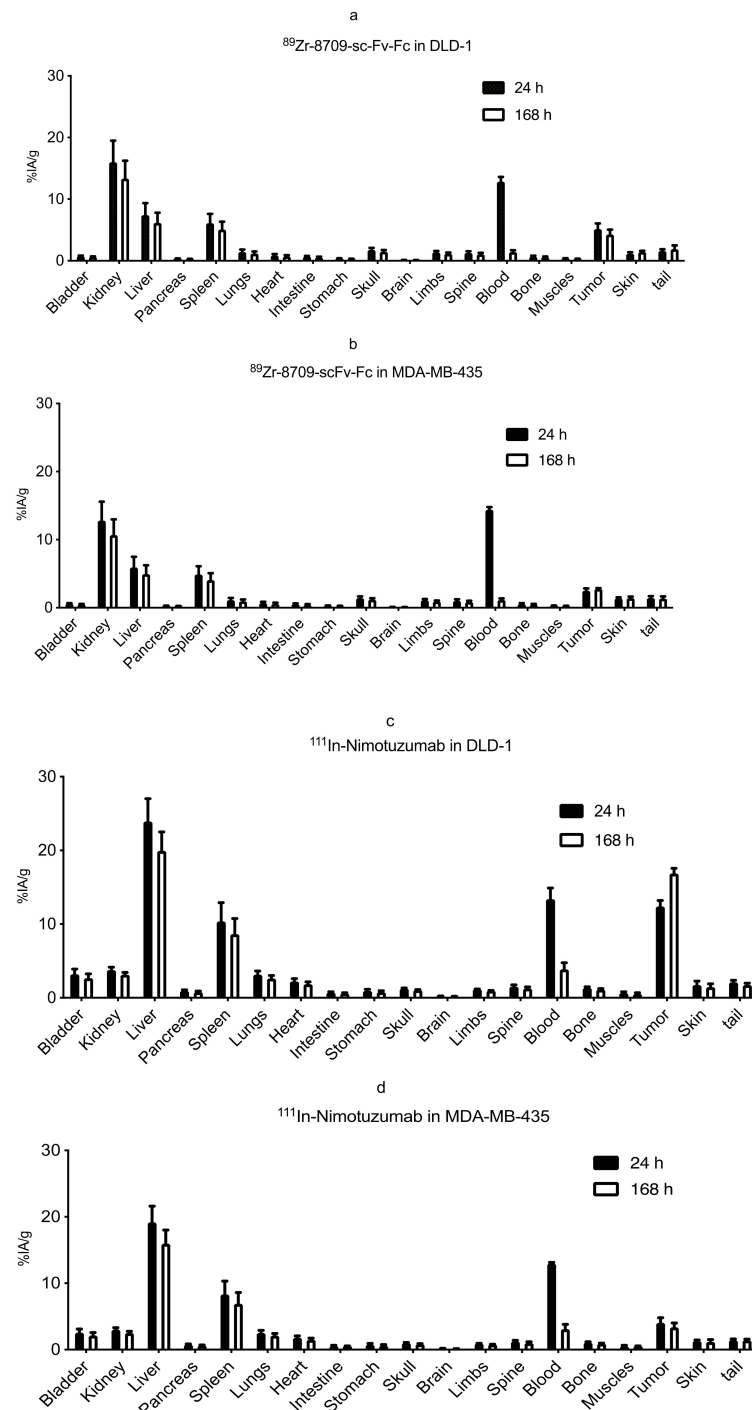 a
⁸⁹Zr-8709-sc-Fv-Fc in DLD-1
30
20
10
0
%IA/g
24 h
168 h
Bladder
Kidney
Liver
Pancreas
Spleen
Lungs
Heart
Intestine
Stomach
Skull
Brain
Limbs
Spine
Blood
Bone
Muscles
Tumor
Skin
tail
b
⁸⁹Zr-8709-scFv-Fc in MDA-MB-435
30
20
10
0
%IA/g
24 h
168 h
Bladder
Kidney
Liver
Pancreas
Spleen
Lungs
Heart
Intestine
Stomach
Skull
Brain
Limbs
Spine
Blood
Bone
Muscles
Tumor
Skin
tail
c
¹¹¹In-Nimotuzumab in DLD-1
30
20
10
0
%IA/g
24 h
168 h
Bladder
Kidney
Liver
Pancreas
Spleen
Lungs
Heart
Intestine
Stomach
Skull
Brain
Limbs
Spine
Blood
Bone
Muscles
Tumor
Skin
tail
d
¹¹¹In-Nimotuzumab in MDA-MB-435
30
20
10
0
%IA/g
24 h
168 h
Bladder
Kidney
Liver
Pancreas
Spleen
Lungs
Heart
Intestine
Stomach
Skull
Brain
Limbs
Spine
Blood
Bone
Muscles
Tumor
Skin
tail